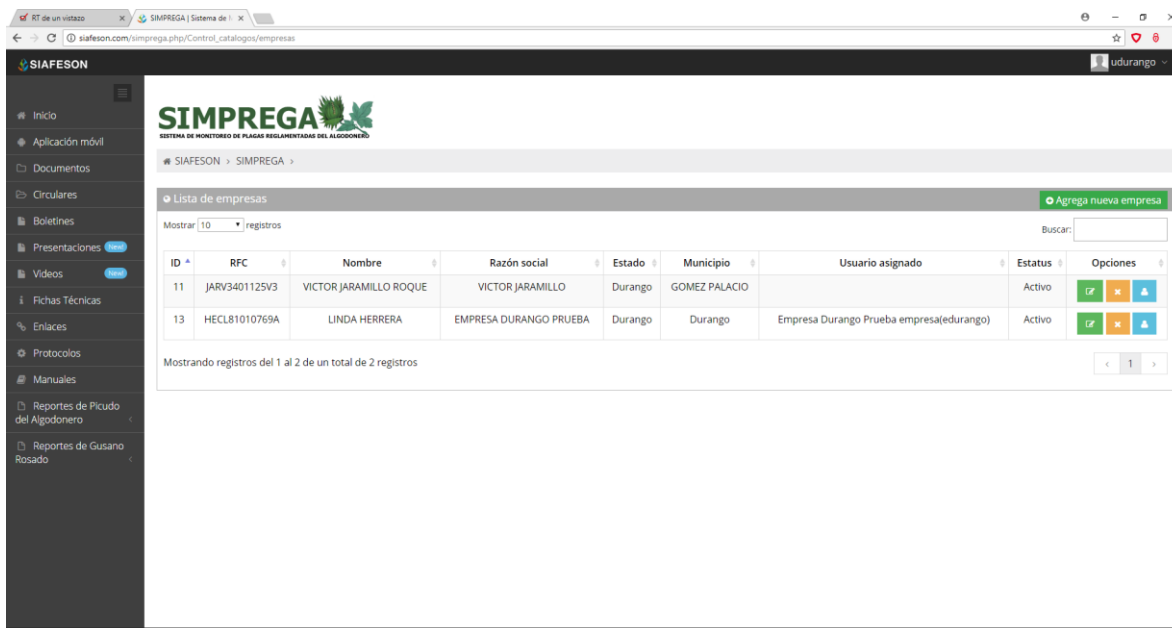 RT de un vistazo
SIMPREGA | Sistema de
siafeson.com/simprega.php/Control_catalogos/empresas
SIAFESON
udurango
Inicio
Aplicación móvil
Documentos
Circulares
Boletines
Presentaciones New!
Videos New!
Fichas Técnicas
Enlaces
Protocolos
Manuales
Reportes de Picudo
del Algodonero
Reportes de Gusano
Rosado
SIMPREGA
SISTEMA DE MONITOREO DE PLAGAS REGLAMENTADAS DEL ALGODONERO
SIAFESON > SIMPREGA >
Lista de empresas
Agrega nueva empresa
Mostrar 10 registros
Buscar:
ID RFC Nombre Razón social Estado Municipio Usuario asignado Estatus Opciones
11 JARV3401125V3 VICTOR JARAMILLO ROQUE VICTOR JARAMILLO Durango GOMEZ PALACIO Activo
13 HECL81010769A LINDA HERRERA EMPRESA DURANGO PRUEBA Durango Durango Empresa Durango Prueba empresa(edurango) Activo
Mostrando registros del 1 al 2 de un total de 2 registros
< 1 >